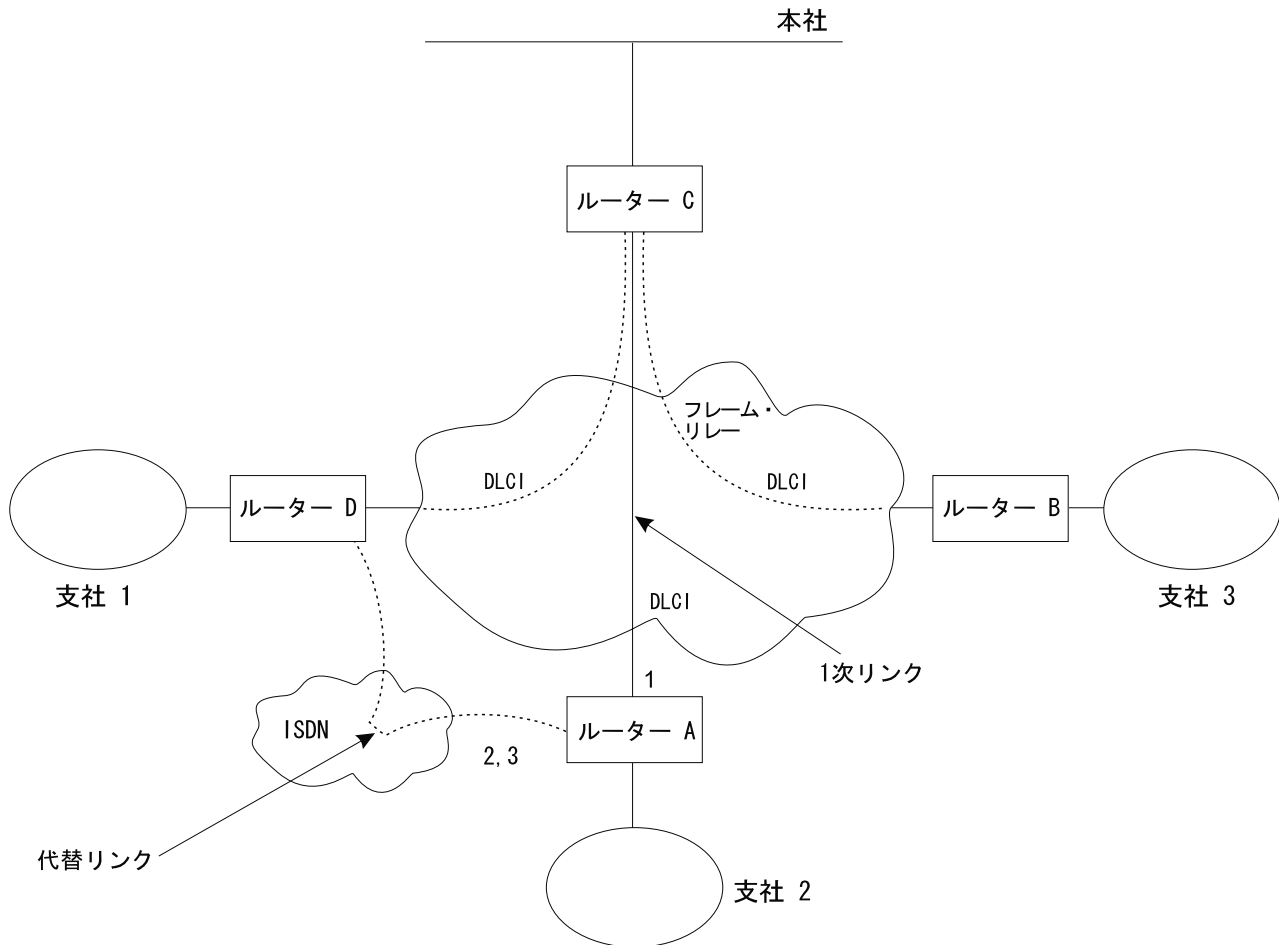 本社
ルーター C
フレーム・
リレー
DLCI
DLCI
ルーター D
ルーター B
支社 1
支社 3
DLCI
1次リンク
1
ISDN
ルーター A
2,3
代替リンク
支社 2